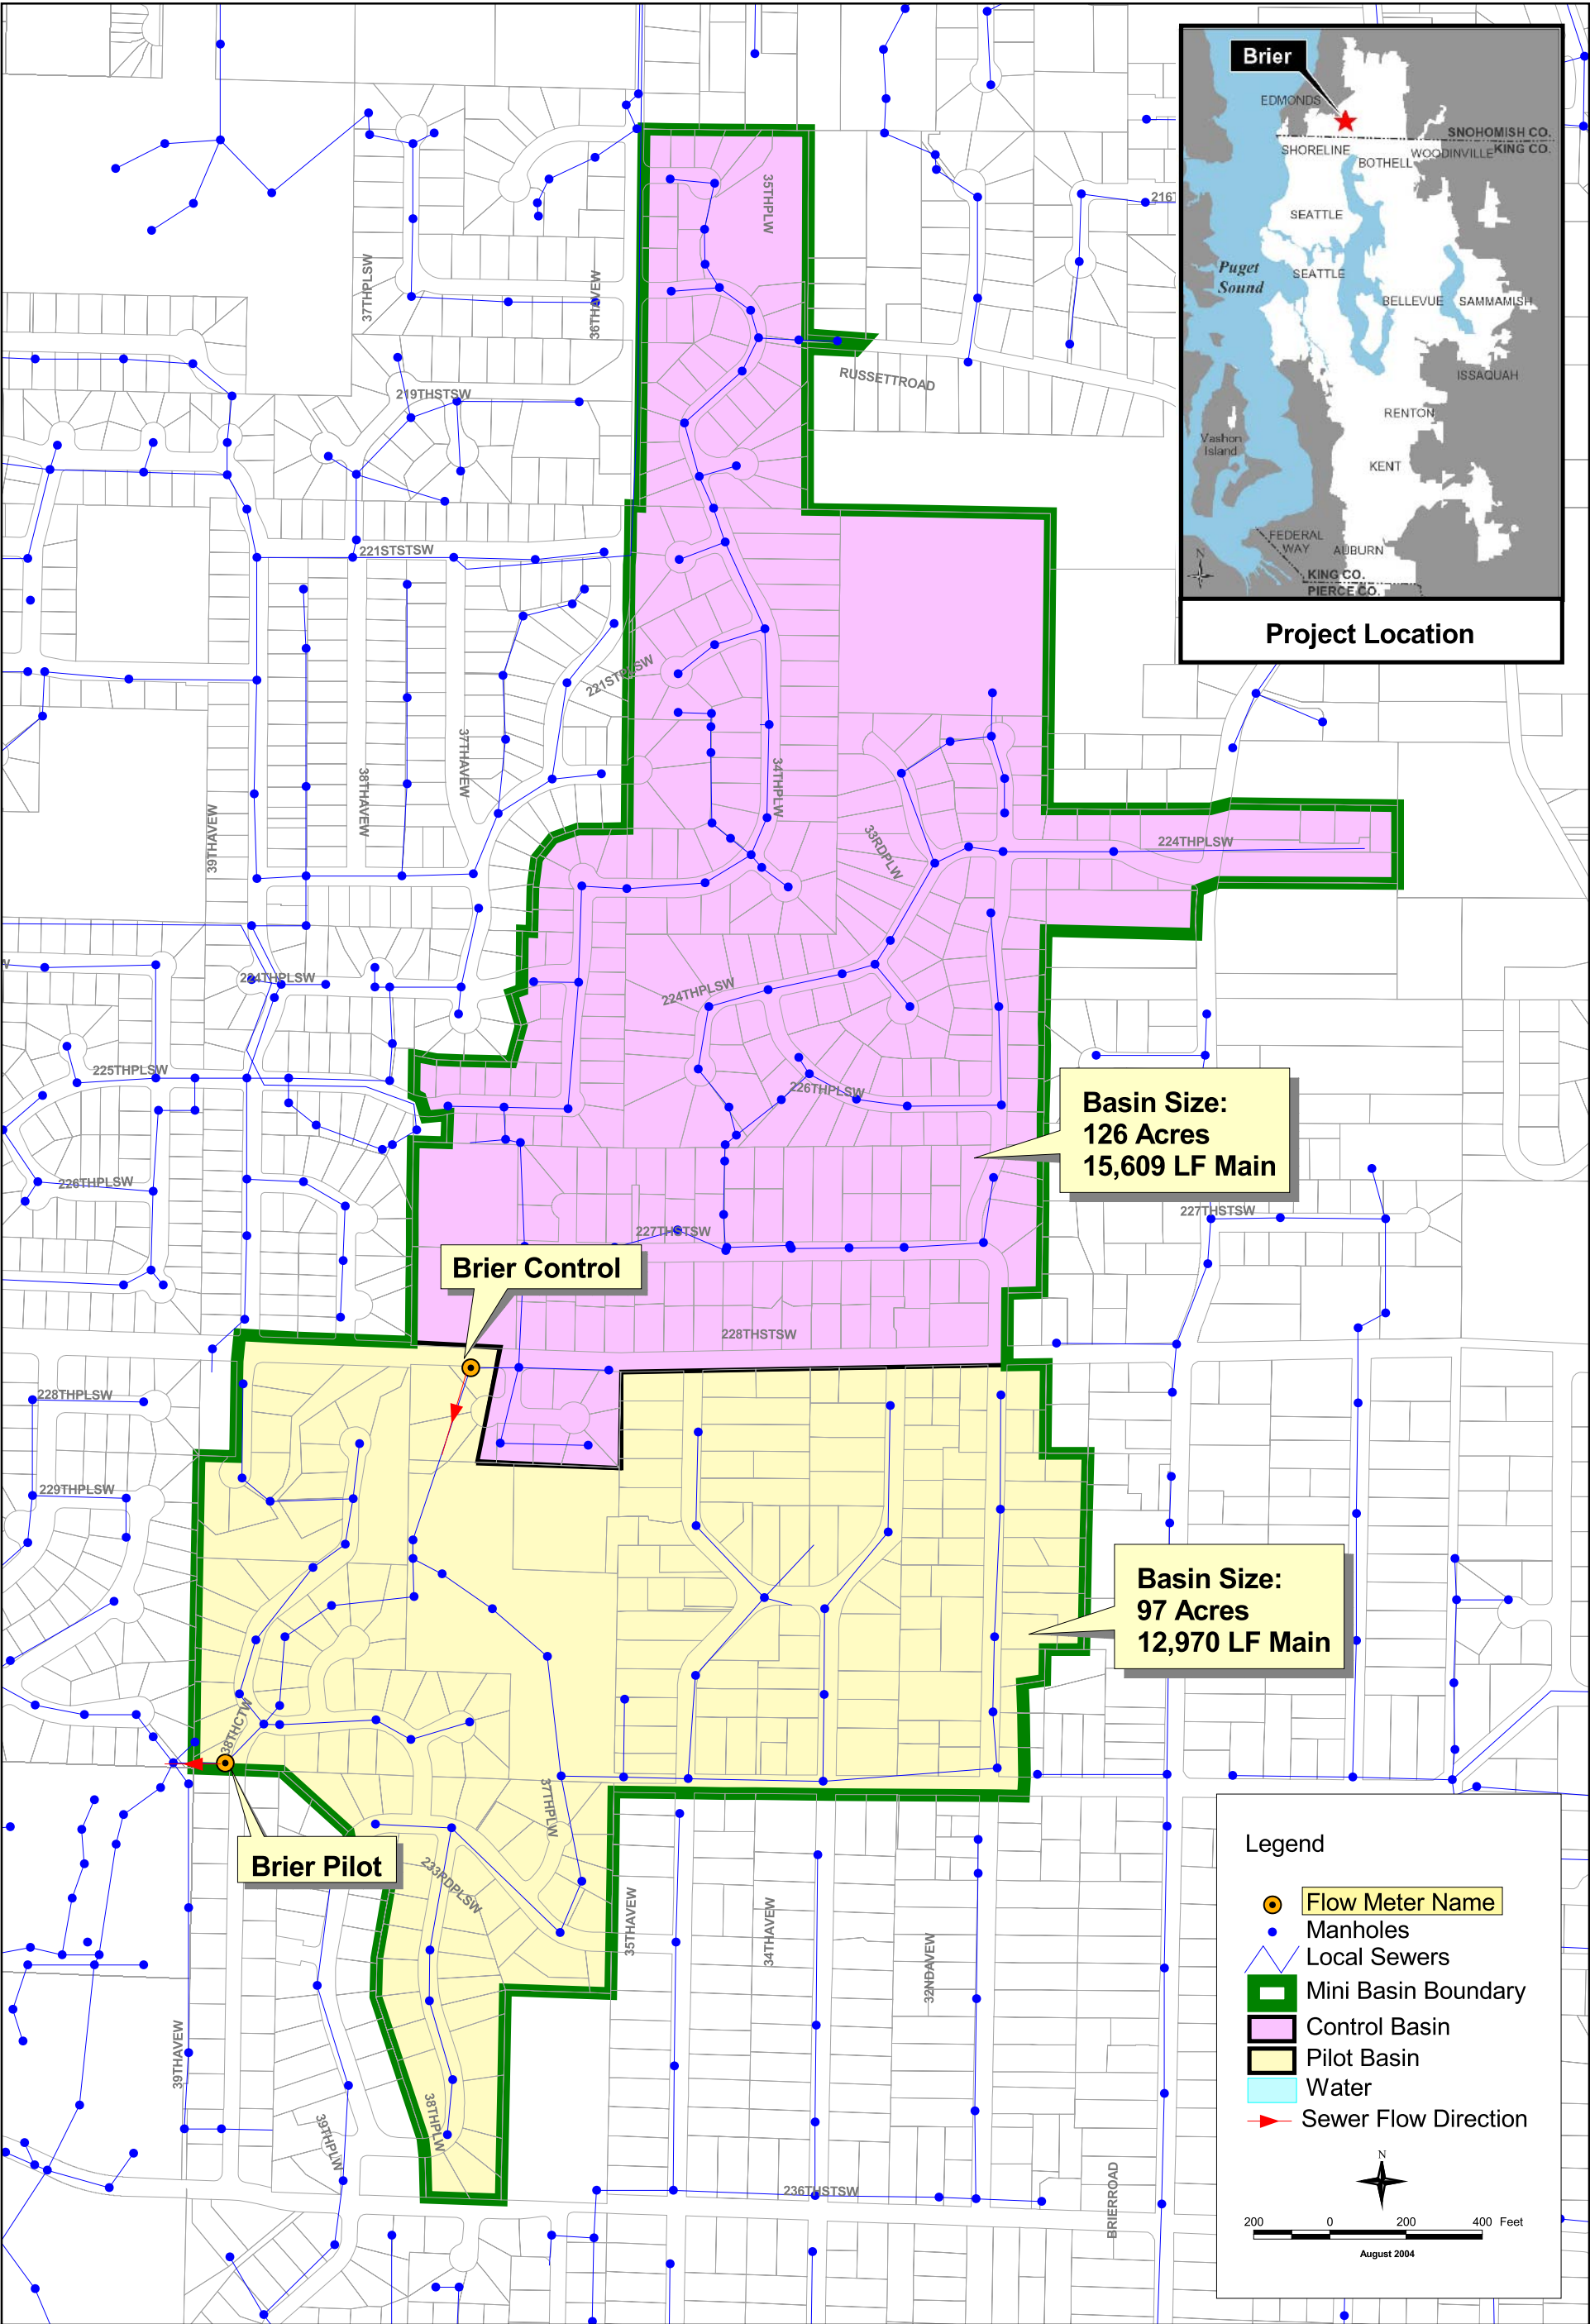 Brier
EDMONDS
SNOHOMISH CO.
KING CO.
SHORELINE
BOTHELL
WOODINVILLE
SEATTLE
Puget
Sound
SEATTLE
BELLEVUE
SAMMAMISH
ISSAQUAH
RENTON
Vashon
Island
KENT
FEDERAL
WAY
AUBURN
N
KING CO.
PIERCE CO.
Project Location
35THPLW
216T
37THPLSW
36THAVEW
RUSSETTROAD
219THSTSW
221STSTSW
221STPLSW
37THAVEW
38THAVEW
39THAVEW
34THPLW
33RDPLW
224THPLSW
W
224THPLSW
224THPLSW
225THPLSW
226THPLSW
226THPLSW
Basin Size:
126 Acres
15,609 LF Main
227THSTSW
227THSTSW
Brier Control
228THSTSW
228THPLSW
229THPLSW
Basin Size:
97 Acres
12,970 LF Main
38THCTW
37THPLW
Brier Pilot
233RDPLSW
35THAVEW
34THAVEW
32NDAVEW
39THAVEW
39THPLW
38THPLW
236THSTSW
BRIERROAD
Legend
Flow Meter Name
Manholes
Local Sewers
Mini Basin Boundary
Control Basin
Pilot Basin
Water
Sewer Flow Direction
N
200 0 200 400 Feet
August 2004